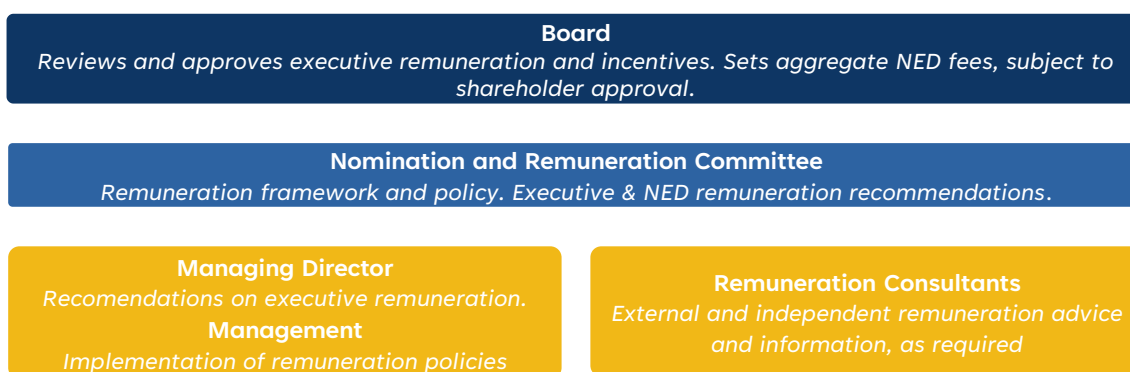 Board
Reviews and approves executive remuneration and incentives. Sets aggregate NED fees, subject to
shareholder approval.
Nomination and Remuneration Committee
Remuneration framework and policy. Executive & NED remuneration recommendations.
Managing Director
Recomendations on executive remuneration.
Management
Implementation of remuneration policies
Remuneration Consultants
External and independent remuneration advice
and information, as required